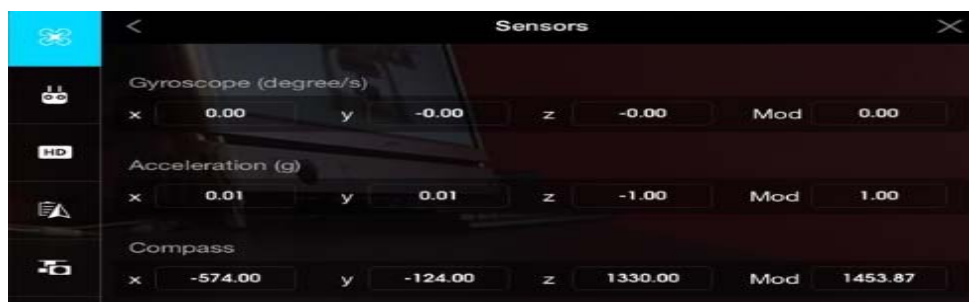 < Sensors ×
Gyroscope (degree/s)
x 0.00 y -0.00 z -0.00 Mod 0.00
HD
Acceleration (g)
x 0.01 y 0.01 z -1.00 Mod 1.00
Compass
x -574.00 y -124.00 z 1330.00 Mod 1453.87